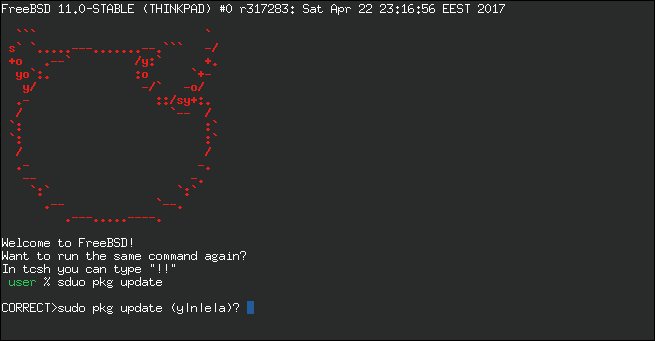 FreeBSD 11.0-STABLE (THINKPAD) #0 r317283: Sat Apr 22 23:16:56 EEST 2017
Welcome to FreeBSD!
Want to run the same command again?
In tcsh you can type "!!"
user % sduo pkg update
CORRECT>sudo pkg update (y|n|e|a)?